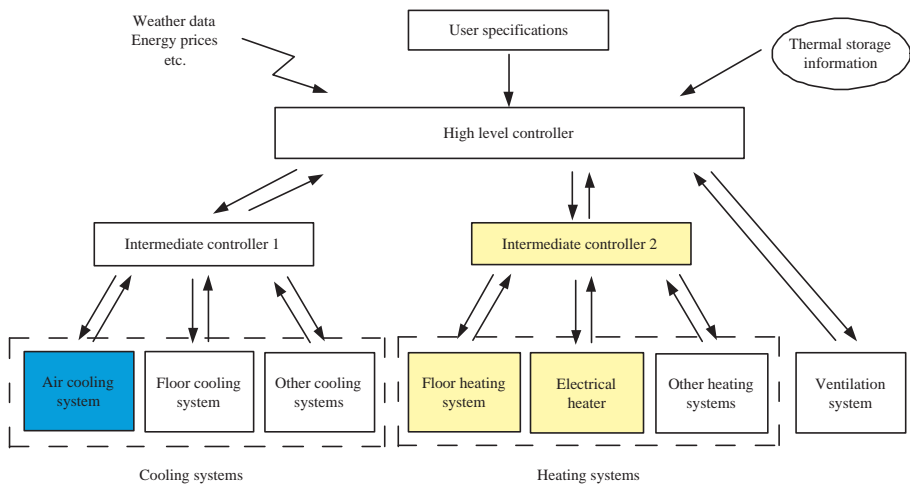 Weather data
Energy prices
etc.
User specifications
Thermal storage
information
High level controller
Intermediate controller 1
Intermediate controller 2
Air cooling
system
Floor cooling
system
Other cooling
systems
Floor heating
system
Electrical
heater
Other heating
systems
Ventilation
system
Cooling systems
Heating systems